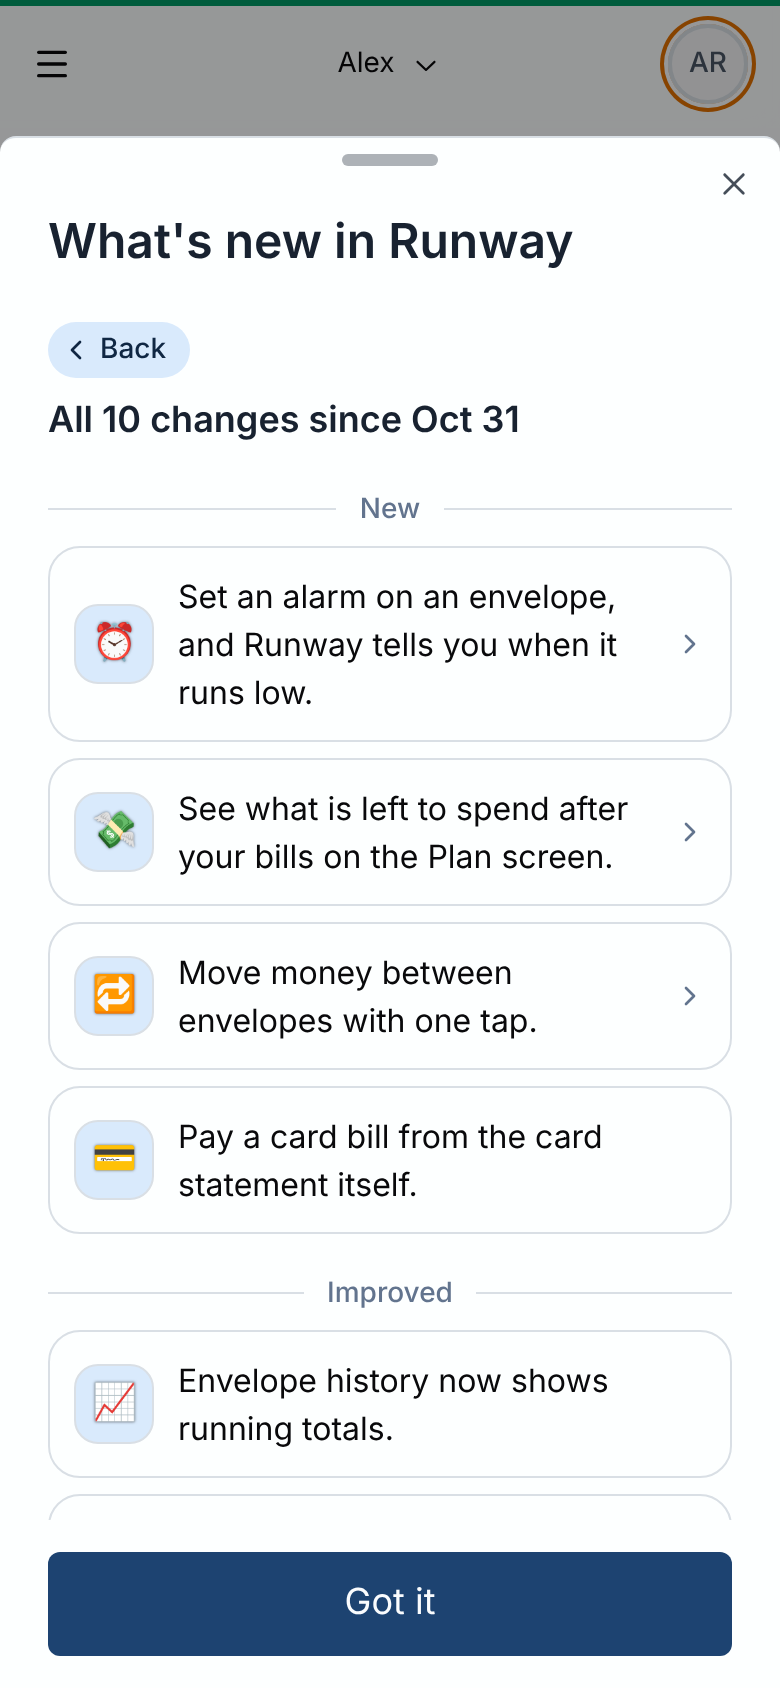 Alex
AR
What's new in Runway
Back
All 10 changes since Oct 31
New
Set an alarm on an envelope,
and Runway tells you when it
runs low.
See what is left to spend after
your bills on the Plan screen.
Move money between
envelopes with one tap.
Pay a card bill from the card
statement itself.
Improved
Envelope history now shows
running totals.
Got it